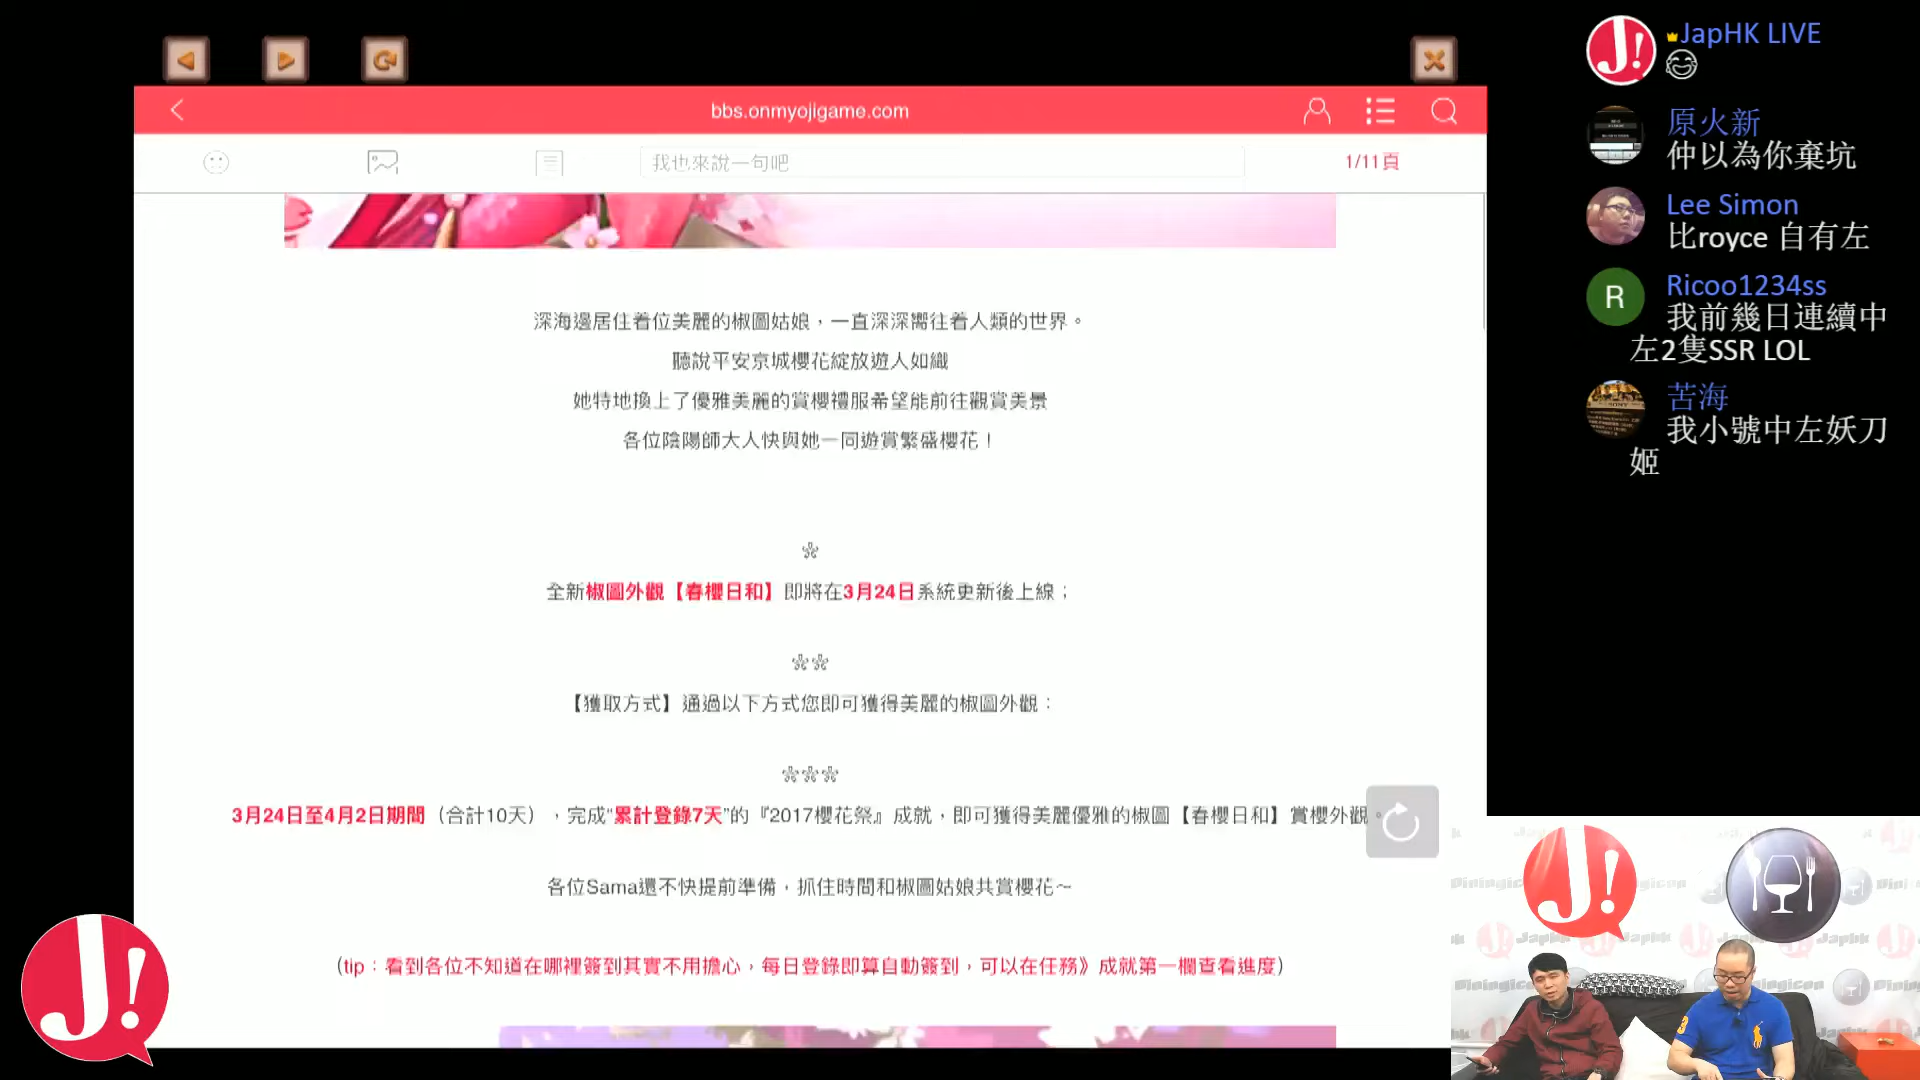 bbs.onmyojigame.com
我也來說一句吧
1/11頁
深海邊居住着位美麗的椒圖姑娘，一直深深嚮往着人類的世界。
聽說平安京城櫻花綻放遊人如織
她特地換上了優雅美麗的賞櫻禮服希望能前往觀賞美景
各位陰陽師大人快與她一同遊賞繁盛櫻花！
全新椒圖外觀【春櫻日和】即將在3月24日系統更新後上線；
【獲取方式】通過以下方式您即可獲得美麗的椒圖外觀：
3月24日至4月2日期間（合計10天），完成“累計登錄7天”的『2017櫻花祭』成就，即可獲得美麗優雅的椒圖【春櫻日和】賞櫻外觀。
各位Sama還不快提前準備，抓住時間和椒圖姑娘共賞櫻花～
（tip：看到各位不知道在哪裡簽到其實不用擔心，每日登錄即算自動簽到，可以在任務》成就第一欄查看進度）
JapHK LIVE
原火新
仲以為你棄坑
Lee Simon
比royce 自有左
R
Ricoo1234ss
我前幾日連續中
左2隻SSR LOL
苦海
我小號中左妖刀
姬
J!
J!
Diningicon
Japhk